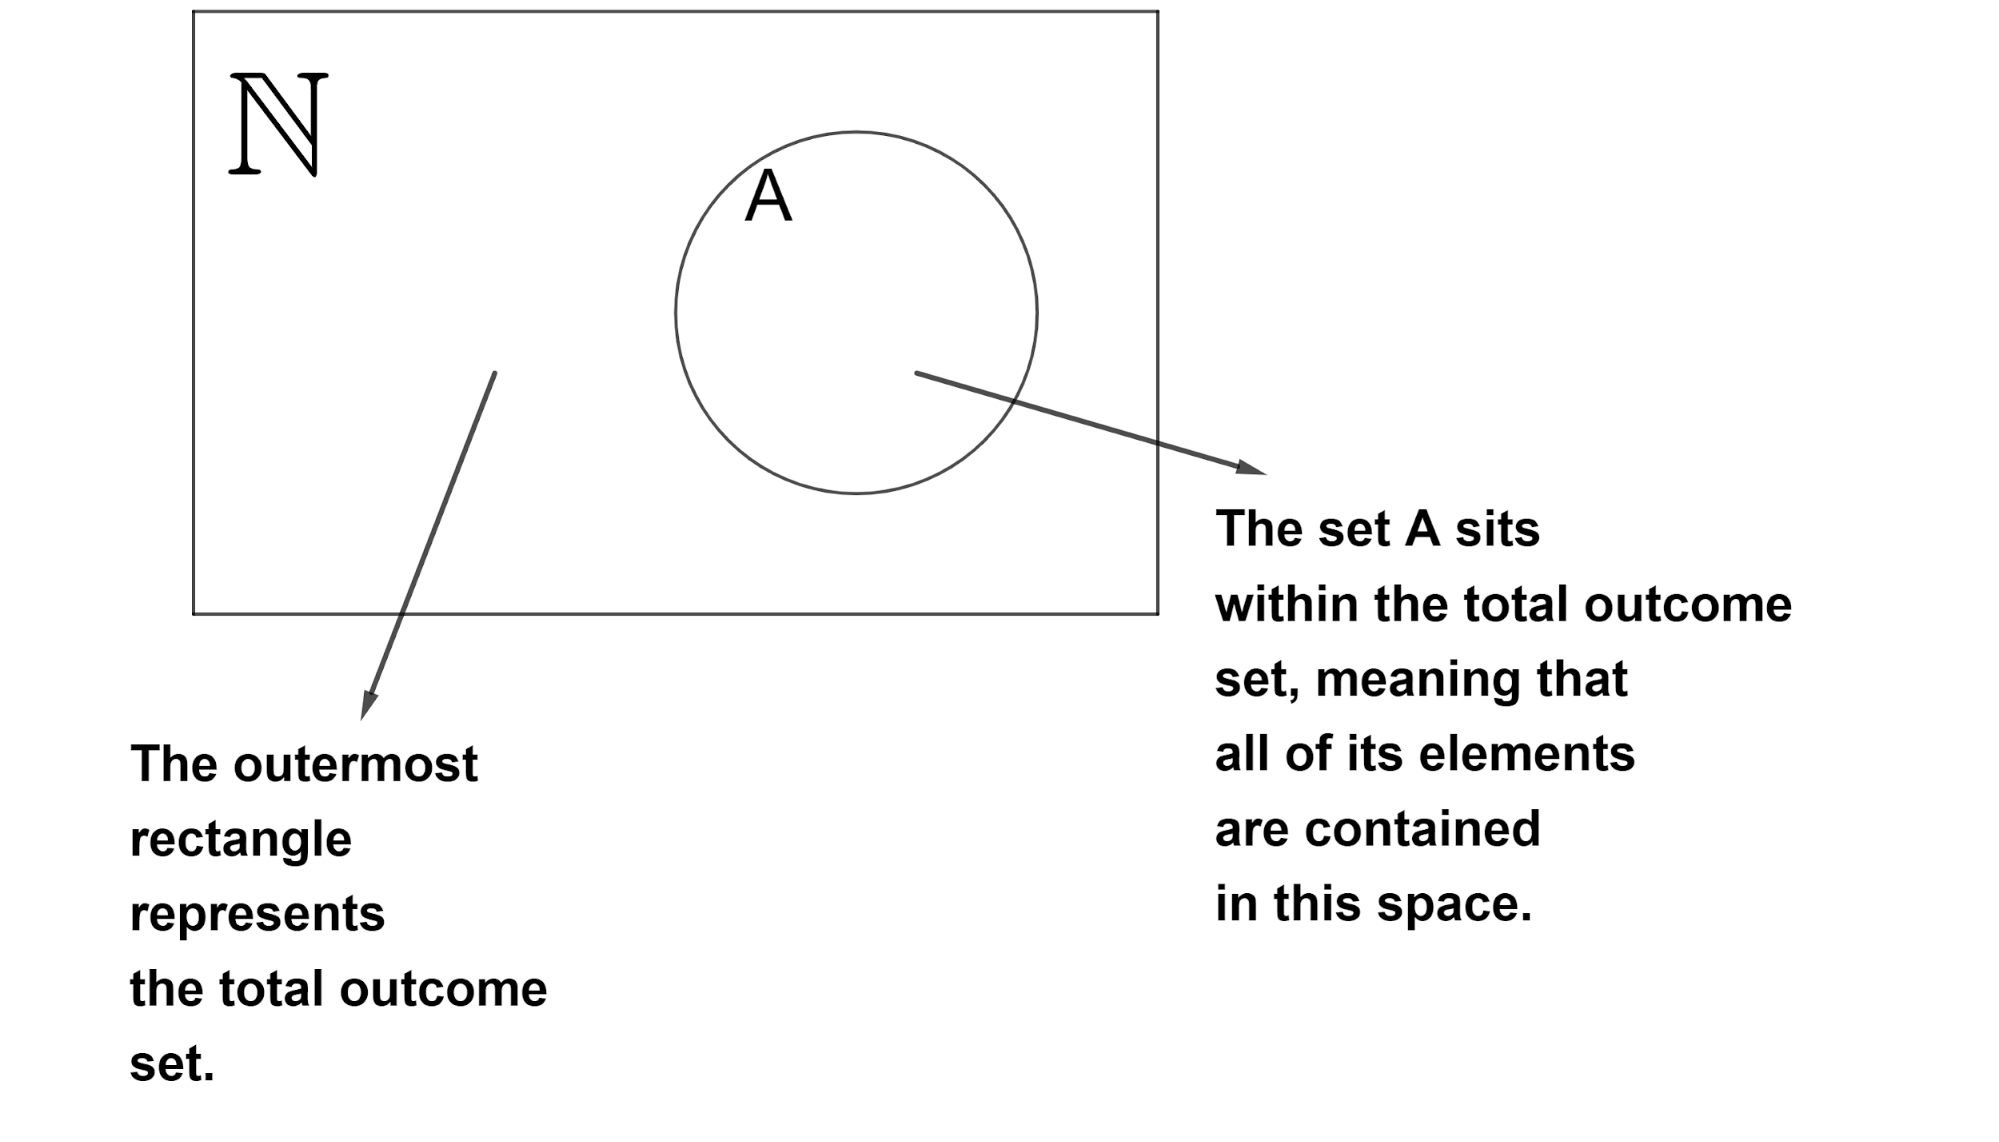 ℕ
A
The set A sits
within the total outcome
set, meaning that
all of its elements
are contained
in this space.
The outermost
rectangle
represents
the total outcome
set.